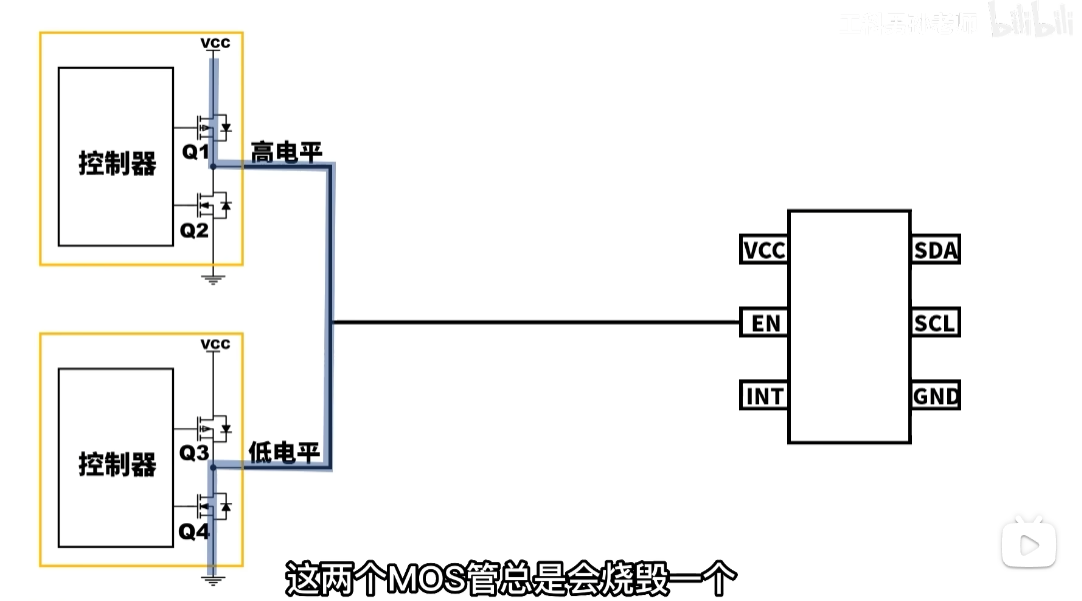 bilibili
VCC
控制器
Q1
高电平
Q2
VCC
控制器
Q3
低电平
Q4
VCC
SDA
EN
SCL
INT
GND
这两个MOS管总是会烧毁一个